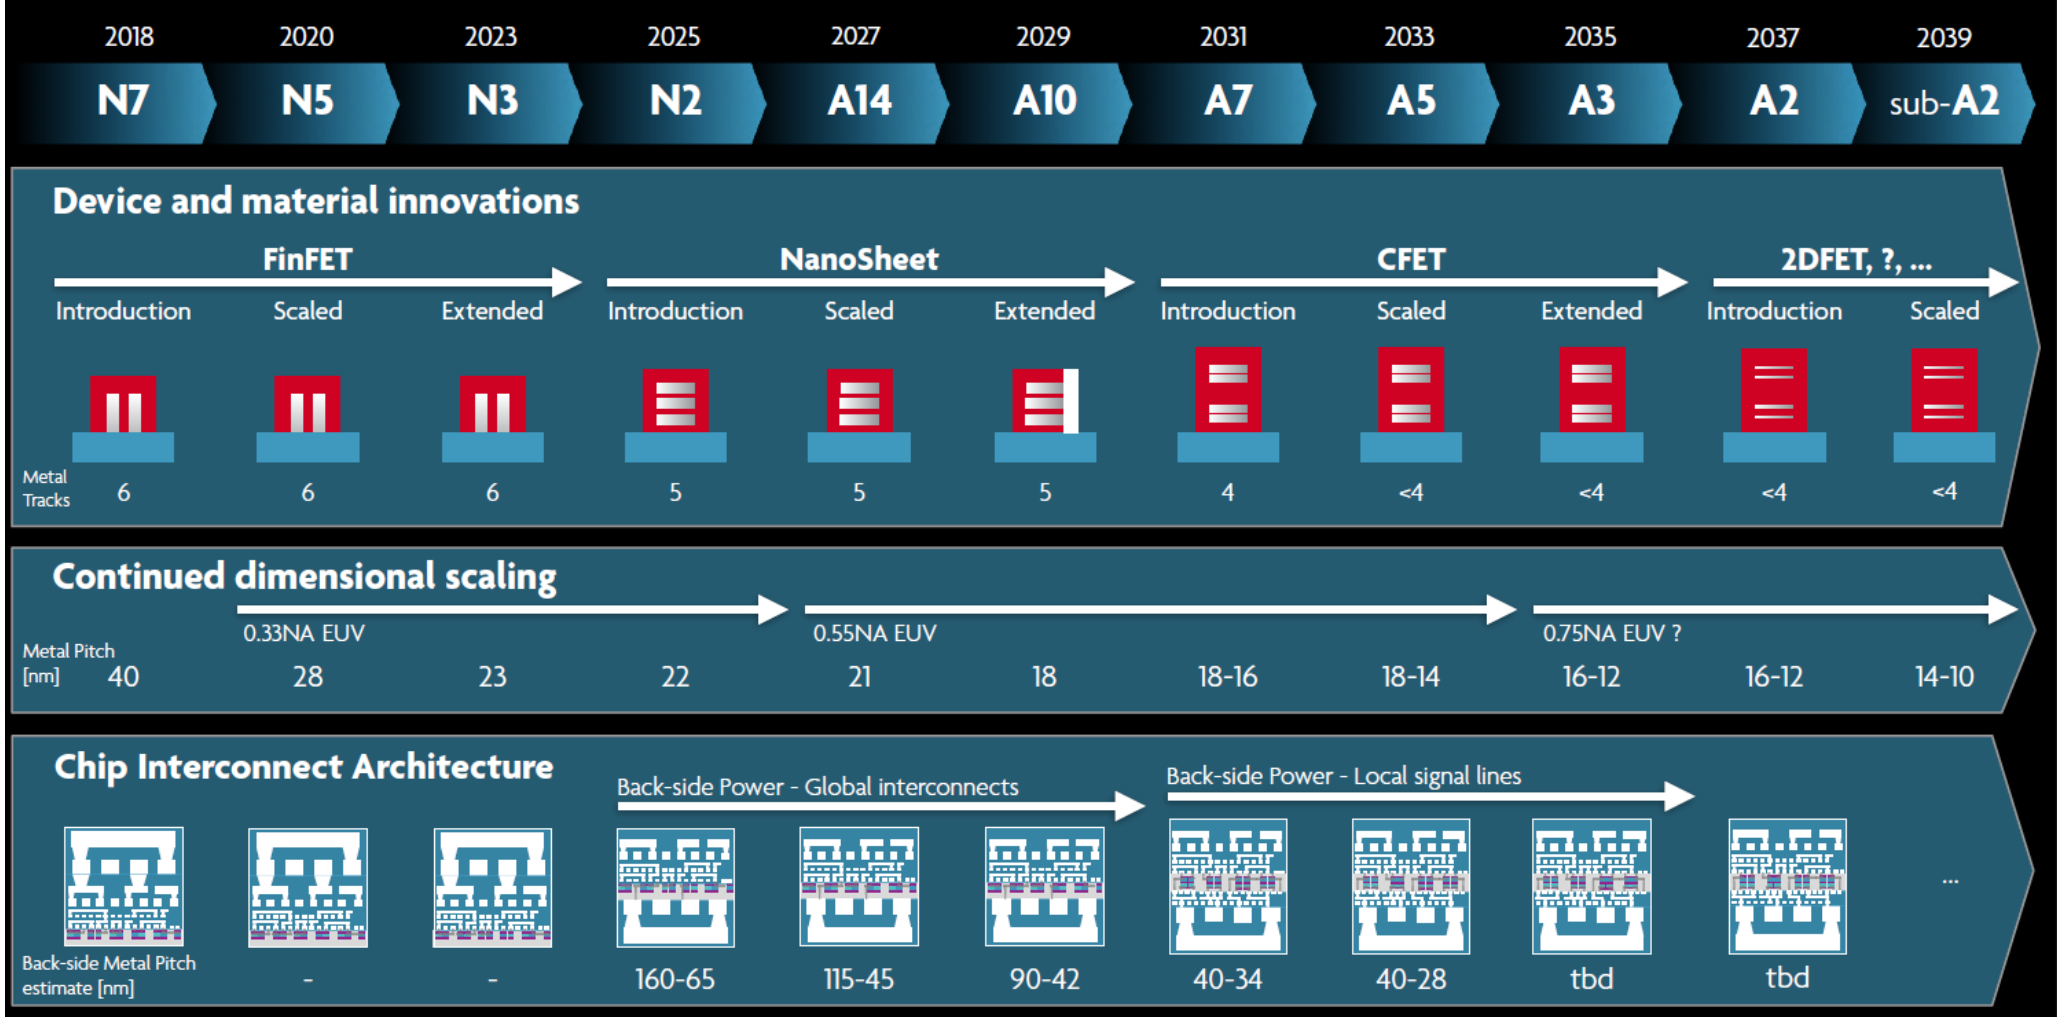 2018 2020 2023 2025 2027 2029 2031 2033 2035 2037 2039
N7 N5 N3 N2 A14 A10 A7 A5 A3 A2 sub-A2
Device and material innovations
FinFET NanoSheet CFET 2DFET, ?, ...
Introduction Scaled Extended Introduction Scaled Extended Introduction Scaled Extended Introduction Scaled
Metal
Tracks 6 6 6 5 5 5 4 <4 <4 <4 <4
Continued dimensional scaling
0.33NA EUV 0.55NA EUV 0.75NA EUV ?
Metal Pitch
[nm] 40 28 23 22 21 18 18-16 18-14 16-12 16-12 14-10
Chip Interconnect Architecture
Back-side Power - Global interconnects Back-side Power - Local signal lines
...
Back-side Metal Pitch
estimate [nm] - - 160-65 115-45 90-42 40-34 40-28 tbd tbd